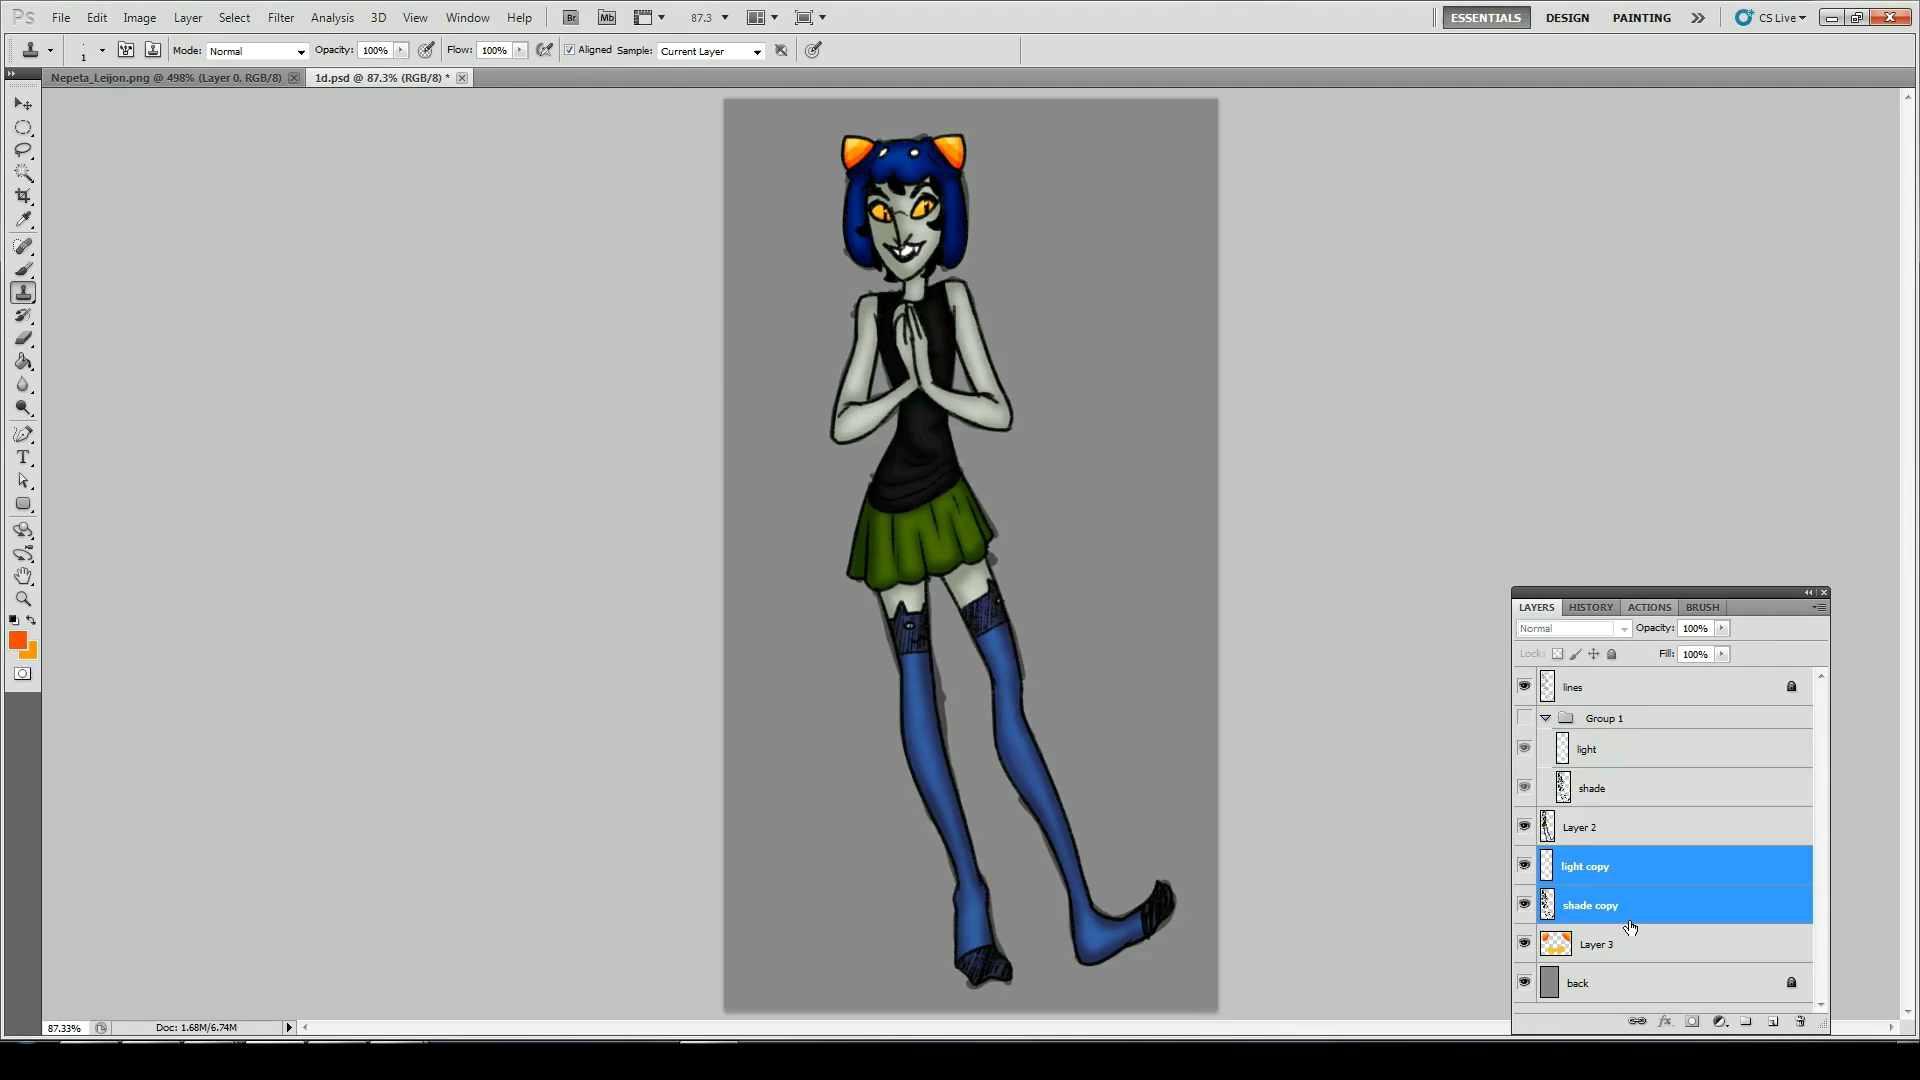 Ps File Edit Image Layer Select Filter Analysis 3D View Window Help Br Mb 87.3 ESSENTIALS DESIGN PAINTING CS Live
1 Mode: Normal Opacity: 100% Flow: 100% Aligned Sample: Current Layer
Nepeta_Leijon.png @ 498% (Layer 0, RGB/8) 1d.psd @ 87.3% (RGB/8) *
T
LAYERS HISTORY ACTIONS BRUSH
Normal Opacity: 100%
Lock: Fill: 100%
lines
Group 1
light
shade
Layer 2
light copy
shade copy
Layer 3
back
fx
87.33% Doc: 1.68M/6.74M